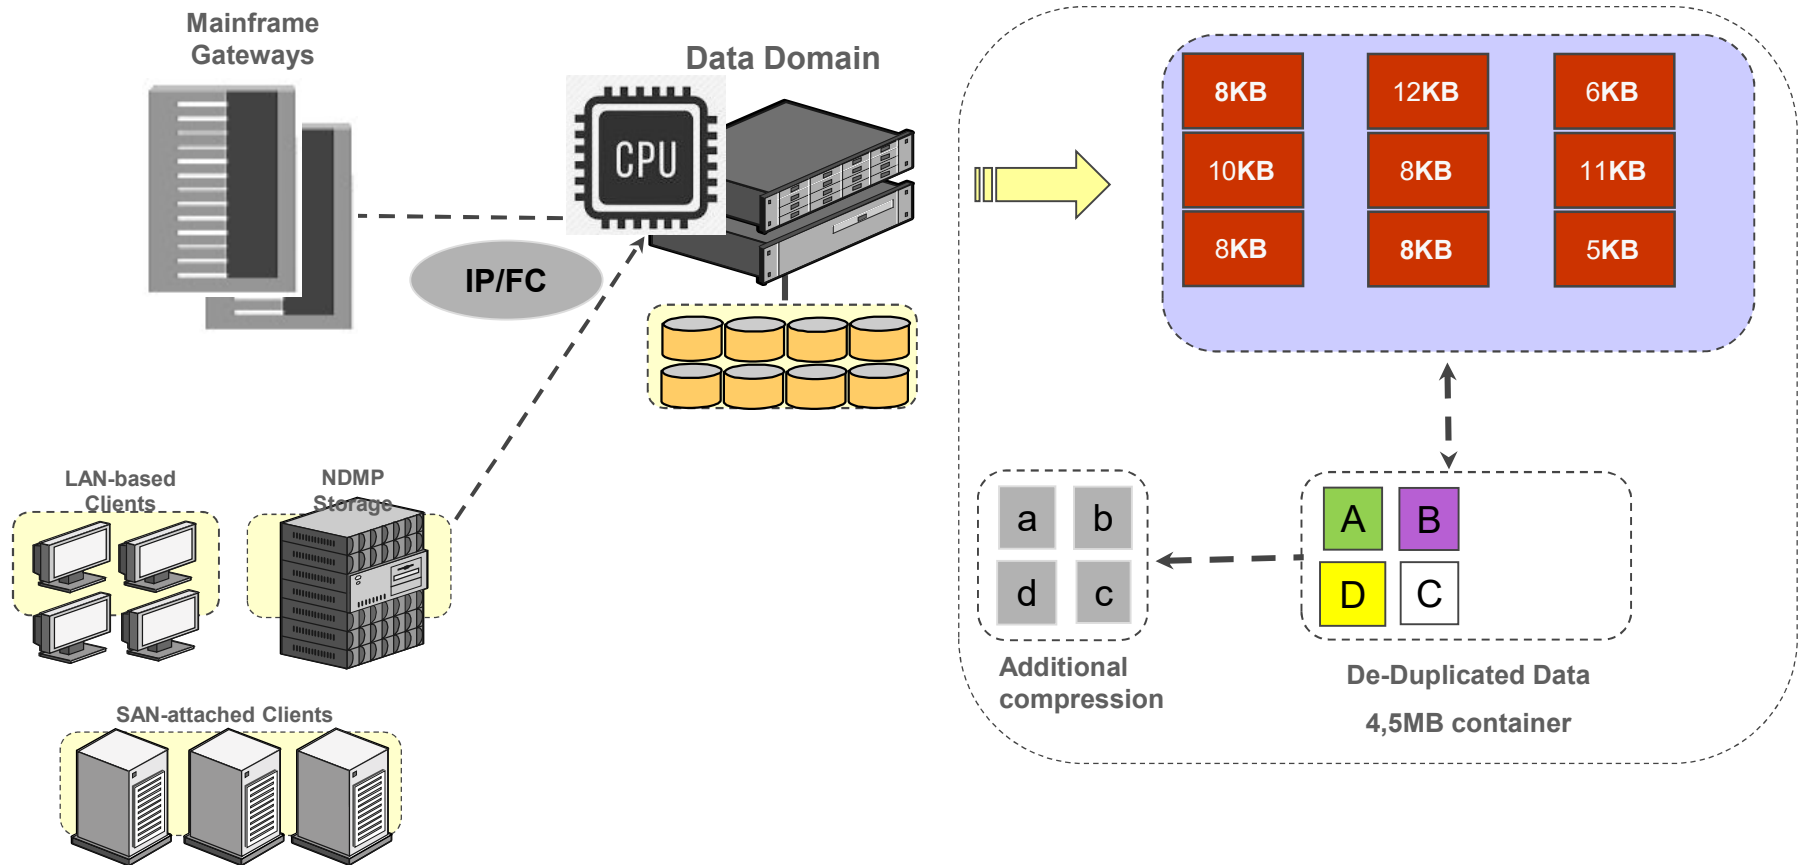 Mainframe
Gateways
Data Domain
CPU
IP/FC
8KB
12KB
6KB
10KB
8KB
11KB
8KB
8KB
5KB
LAN-based
Clients
NDMP
Storage
SAN-attached Clients
a b
d c
Additional
compression
A B
D C
De-Duplicated Data
4,5MB container